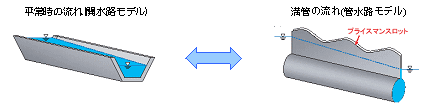 平常時の流れ(開水路モデル)
満管の流れ(管水路モデル)
プライスマンスロット